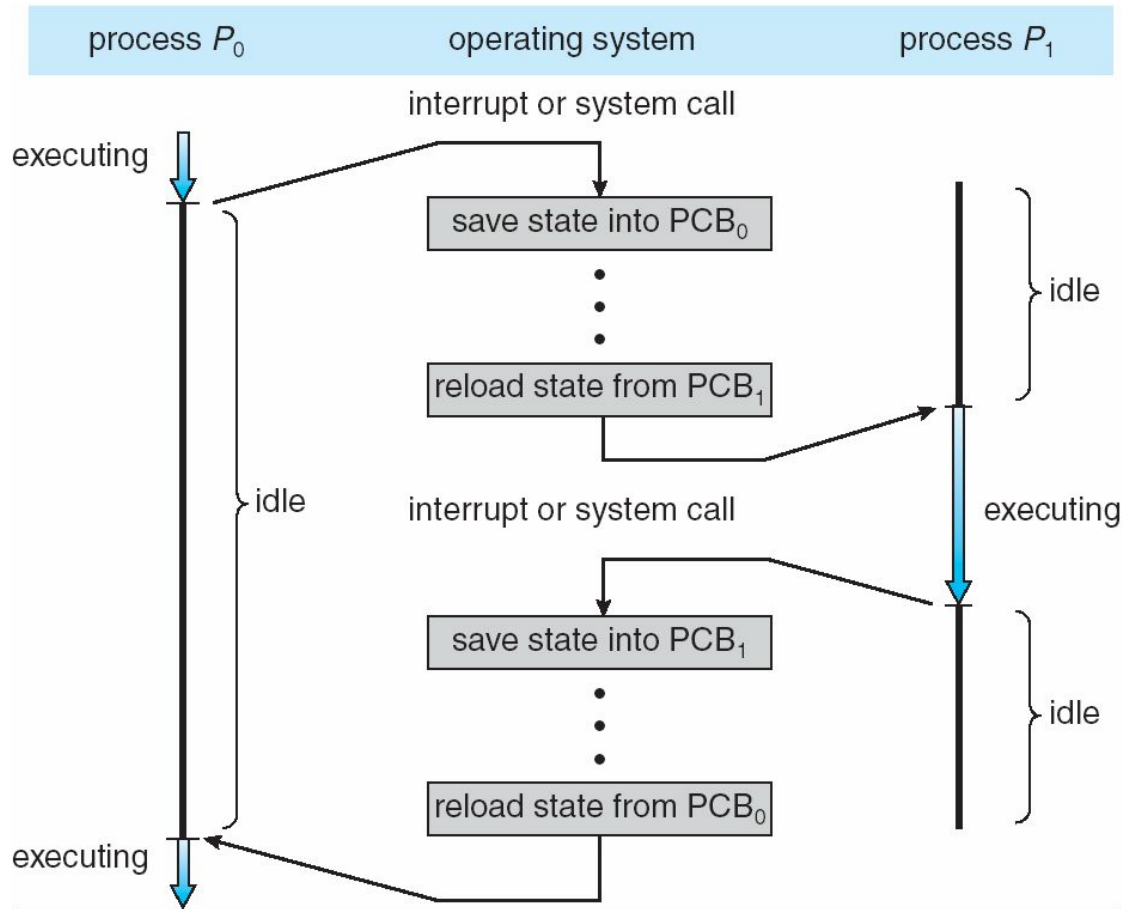 process P₀ operating system process P₁
interrupt or system call
executing
save state into PCB₀
idle
reload state from PCB₁
idle
interrupt or system call
executing
save state into PCB₁
idle
reload state from PCB₀
executing